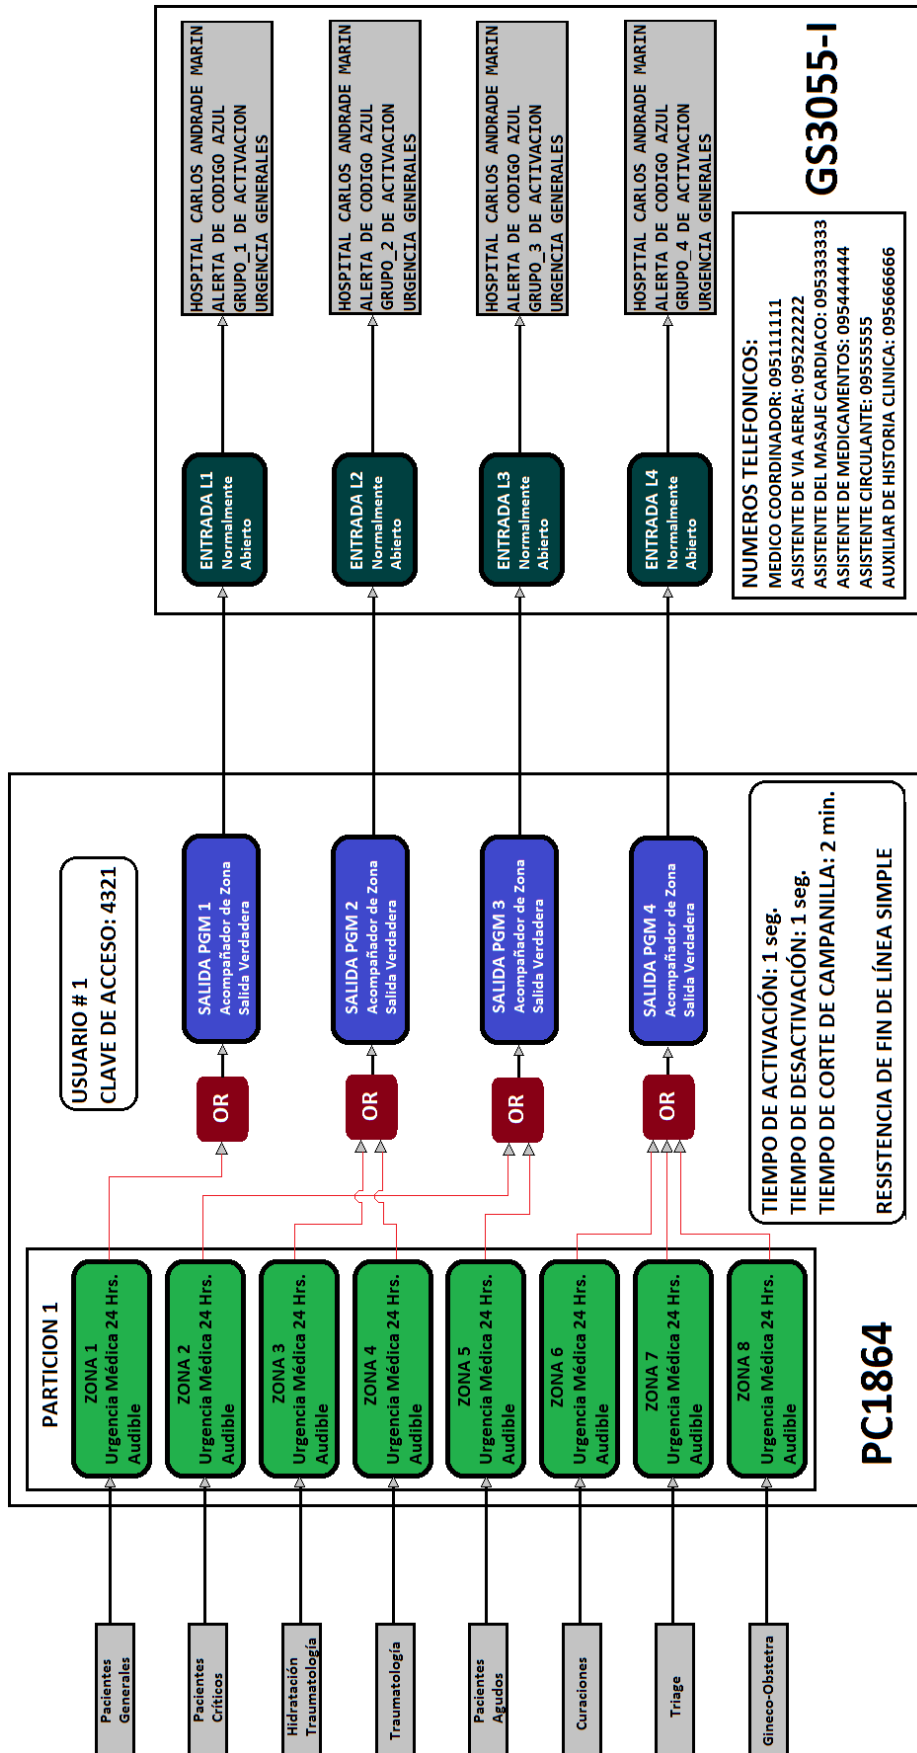 Pacientes
Generales
Pacientes
Críticos
Hidratación
Traumatología
Traumatología
Pacientes
Agudos
Curaciones
Triage
Gineco-Obstetra
PARTICION 1
ZONA 1
Urgencia Médica 24 Hrs.
Audible
ZONA 2
Urgencia Médica 24 Hrs.
Audible
ZONA 3
Urgencia Médica 24 Hrs.
Audible
ZONA 4
Urgencia Médica 24 Hrs.
Audible
ZONA 5
Urgencia Médica 24 Hrs.
Audible
ZONA 6
Urgencia Médica 24 Hrs.
Audible
ZONA 7
Urgencia Médica 24 Hrs.
Audible
ZONA 8
Urgencia Médica 24 Hrs.
Audible
PC1864
USUARIO # 1
CLAVE DE ACCESO: 4321
OR
OR
OR
OR
SALIDA PGM 1
Acompañador de Zona
Salida Verdadera
SALIDA PGM 2
Acompañador de Zona
Salida Verdadera
SALIDA PGM 3
Acompañador de Zona
Salida Verdadera
SALIDA PGM 4
Acompañador de Zona
Salida Verdadera
TIEMPO DE ACTIVACIÓN: 1 seg.
TIEMPO DE DESACTIVACIÓN: 1 seg.
TIEMPO DE CORTE DE CAMPANILLA: 2 min.
RESISTENCIA DE FIN DE LÍNEA SIMPLE
ENTRADA L1
Normalmente
Abierto
ENTRADA L2
Normalmente
Abierto
ENTRADA L3
Normalmente
Abierto
ENTRADA L4
Normalmente
Abierto
HOSPITAL CARLOS ANDRADE MARIN
ALERTA DE CODIGO AZUL
GRUPO_1 DE ACTIVACION
URGENCIA GENERALES
HOSPITAL CARLOS ANDRADE MARIN
ALERTA DE CODIGO AZUL
GRUPO_2 DE ACTIVACION
URGENCIA GENERALES
HOSPITAL CARLOS ANDRADE MARIN
ALERTA DE CODIGO AZUL
GRUPO_3 DE ACTIVACION
URGENCIA GENERALES
HOSPITAL CARLOS ANDRADE MARIN
ALERTA DE CODIGO AZUL
GRUPO_4 DE ACTIVACION
URGENCIA GENERALES
NUMEROS TELEFONICOS:
MEDICO COORDINADOR: 095111111
ASISTENTE DE VIA AEREA: 095222222
ASISTENTE DEL MASAJE CARDIACO: 095333333
ASISTENTE DE MEDICAMENTOS: 095444444
ASISTENTE CIRCULANTE: 09555555
AUXILIAR DE HISTORIA CLINICA: 095666666
GS3055-I